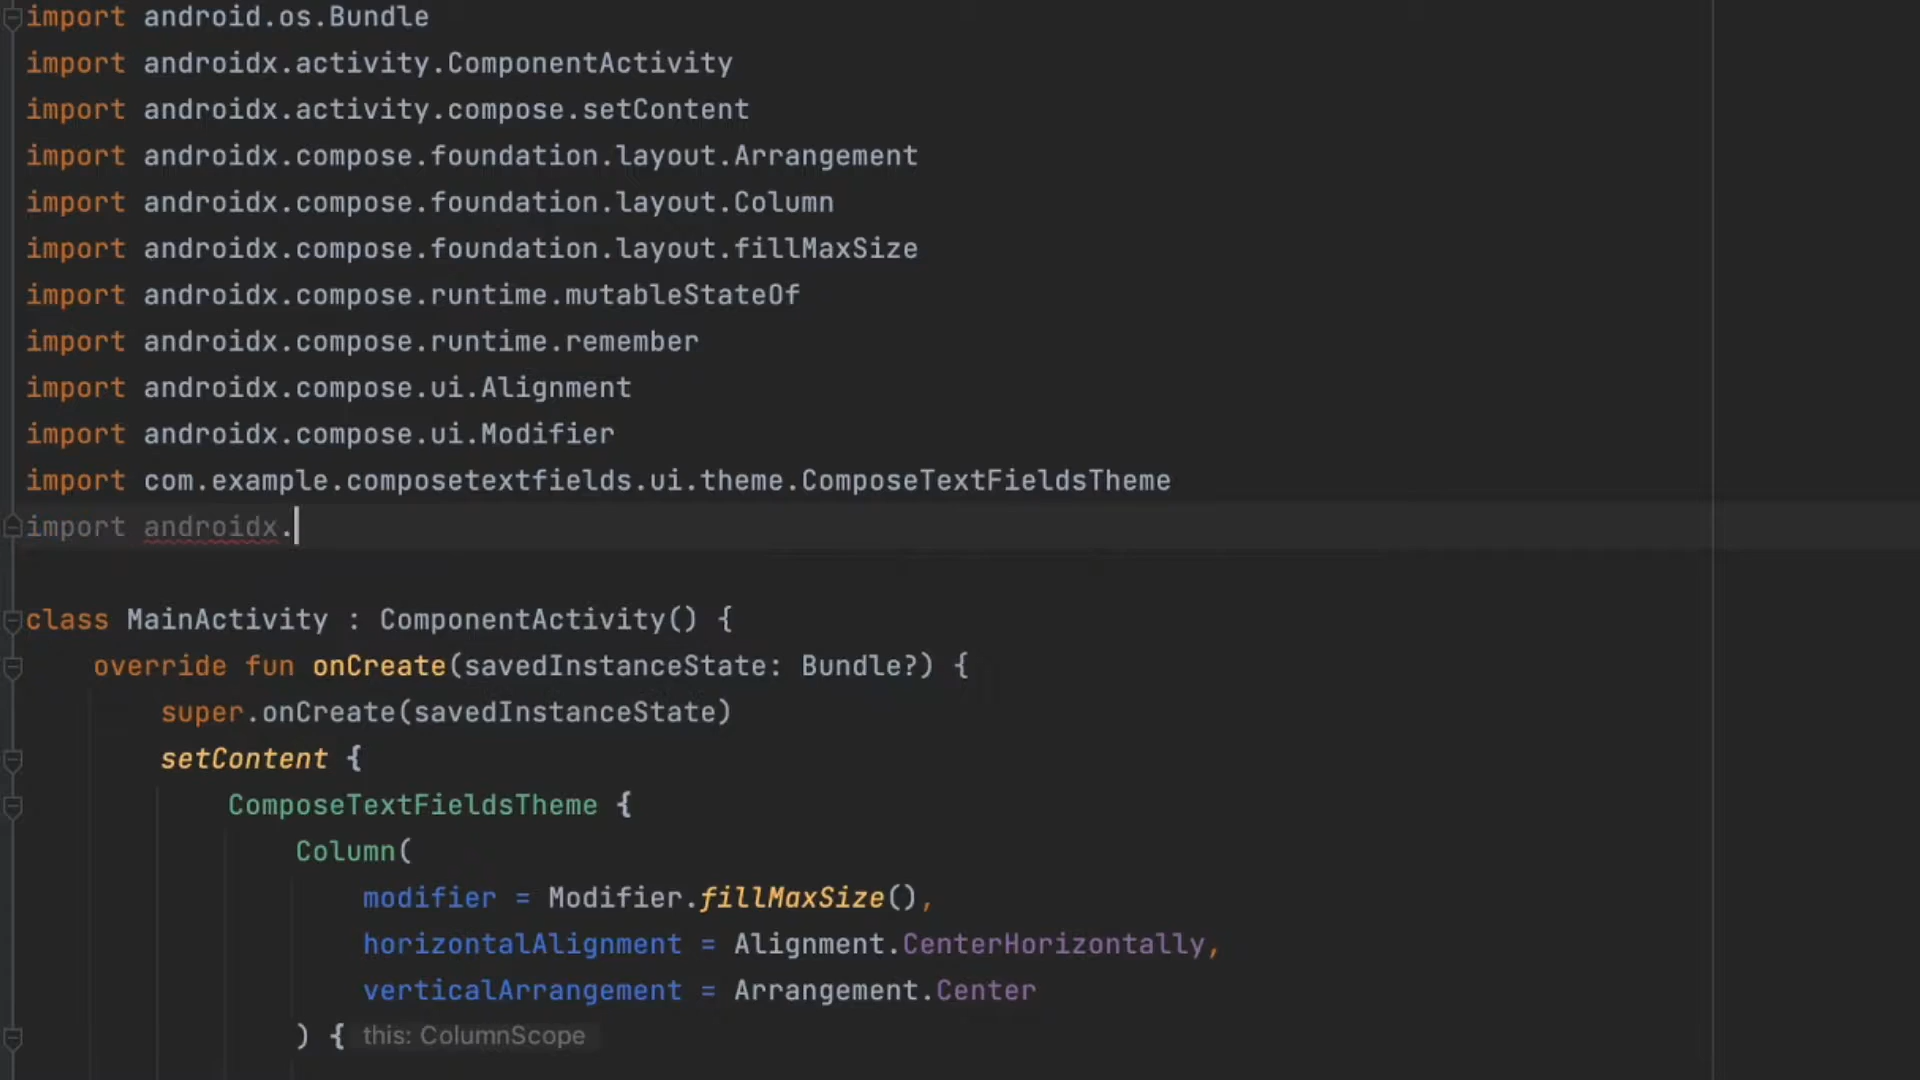 import android.os.Bundle
import androidx.activity.ComponentActivity
import androidx.activity.compose.setContent
import androidx.compose.foundation.layout.Arrangement
import androidx.compose.foundation.layout.Column
import androidx.compose.foundation.layout.fillMaxSize
import androidx.compose.runtime.mutableStateOf
import androidx.compose.runtime.remember
import androidx.compose.ui.Alignment
import androidx.compose.ui.Modifier
import com.example.composetextfields.ui.theme.ComposeTextFieldsTheme
import androidx.

class MainActivity : ComponentActivity() {
    override fun onCreate(savedInstanceState: Bundle?) {
        super.onCreate(savedInstanceState)
        setContent {
            ComposeTextFieldsTheme {
                Column(
                    modifier = Modifier.fillMaxSize(),
                    horizontalAlignment = Alignment.CenterHorizontally,
                    verticalArrangement = Arrangement.Center
                ) { this: ColumnScope